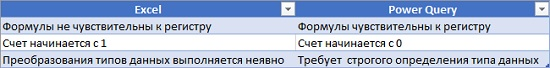 Excel Power Query
Формулы не чувствительны к регистру Формулы чувствительны к регистру
Счет начинается с 1 Счет начинается с 0
Преобразования типов данных выполняется неявно Требует строгого определения типа данных